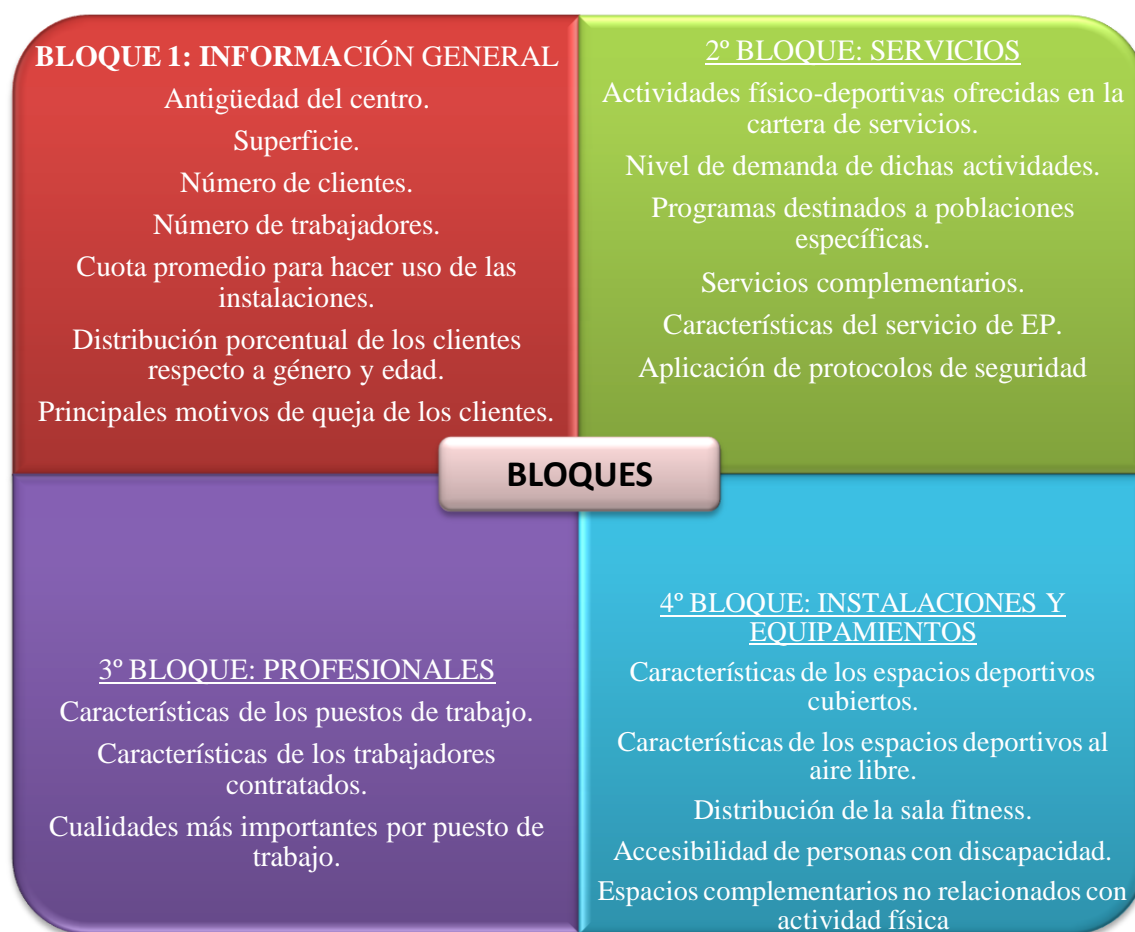 BLOQUE 1: INFORMACIÓN GENERAL
Antigüedad del centro.
Superficie.
Número de clientes.
Número de trabajadores.
Cuota promedio para hacer uso de las
instalaciones.
Distribución porcentual de los clientes
respecto a género y edad.
Principales motivos de queja de los clientes.
2º BLOQUE: SERVICIOS
Actividades físico-deportivas ofrecidas en la
cartera de servicios.
Nivel de demanda de dichas actividades.
Programas destinados a poblaciones
específicas.
Servicios complementarios.
Características del servicio de EP.
Aplicación de protocolos de seguridad
BLOQUES
3º BLOQUE: PROFESIONALES
Características de los puestos de trabajo.
Características de los trabajadores
contratados.
Cualidades más importantes por puesto de
trabajo.
4º BLOQUE: INSTALACIONES Y
EQUIPAMIENTOS
Características de los espacios deportivos
cubiertos.
Características de los espacios deportivos al
aire libre.
Distribución de la sala fitness.
Accesibilidad de personas con discapacidad.
Espacios complementarios no relacionados con
actividad física